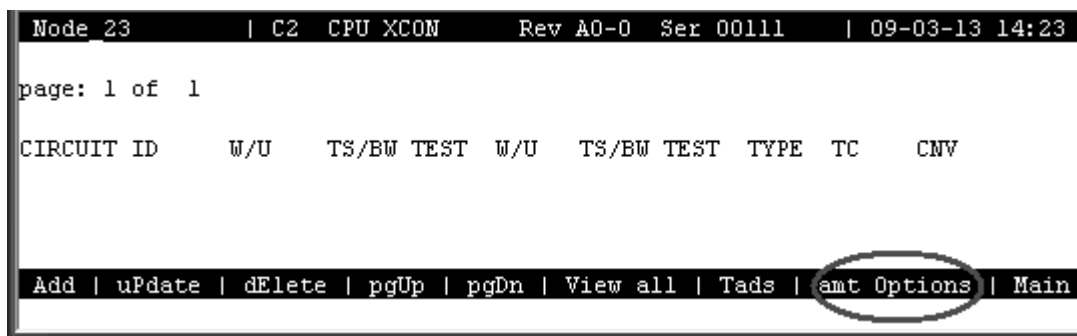 Node_23 | C2 CPU XCON Rev A0-0 Ser 00111 | 09-03-13 14:23
page: 1 of 1
CIRCUIT ID W/U TS/BW TEST W/U TS/BW TEST TYPE TC CNV
Add | uPdate | dElete | pgUp | pgDn | View all | Tads | amt Options | Main